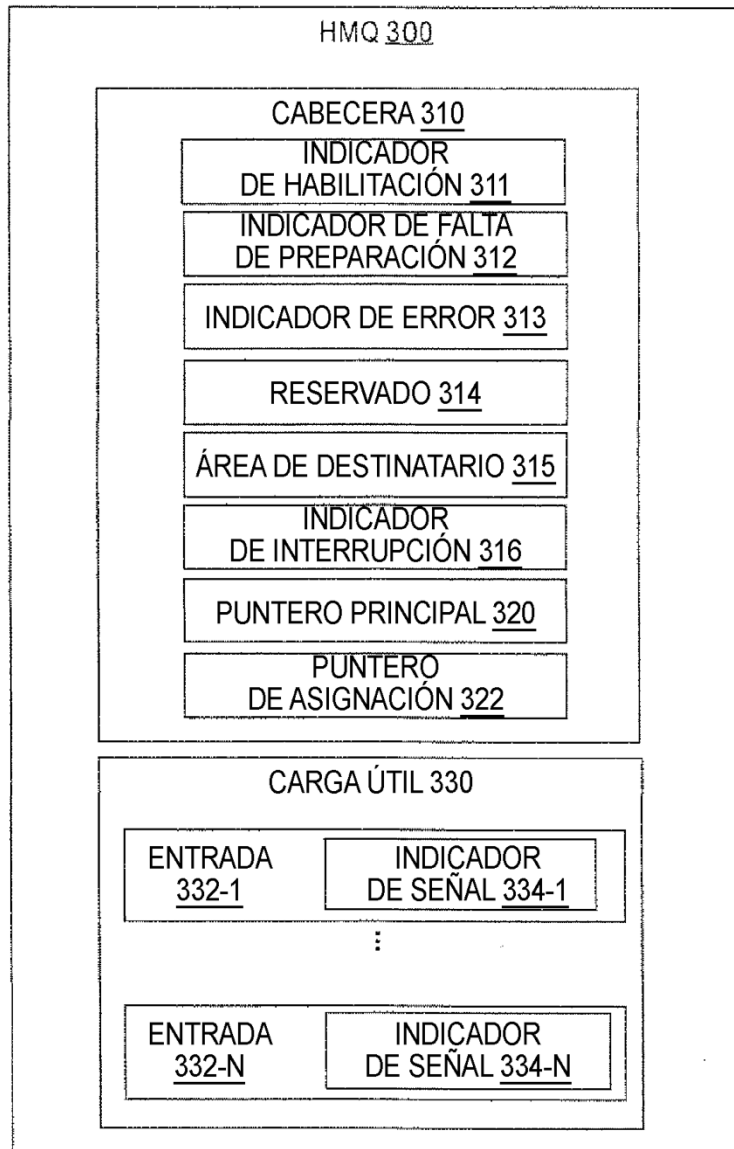 HMQ 300
CABECERA 310
INDICADOR
DE HABILITACIÓN 311
INDICADOR DE FALTA
DE PREPARACIÓN 312
INDICADOR DE ERROR 313
RESERVADO 314
ÁREA DE DESTINATARIO 315
INDICADOR
DE INTERRUPCIÓN 316
PUNTERO PRINCIPAL 320
PUNTERO
DE ASIGNACIÓN 322
CARGA ÚTIL 330
ENTRADA
332-1
INDICADOR
DE SEÑAL 334-1
...
ENTRADA
332-N
INDICADOR
DE SEÑAL 334-N